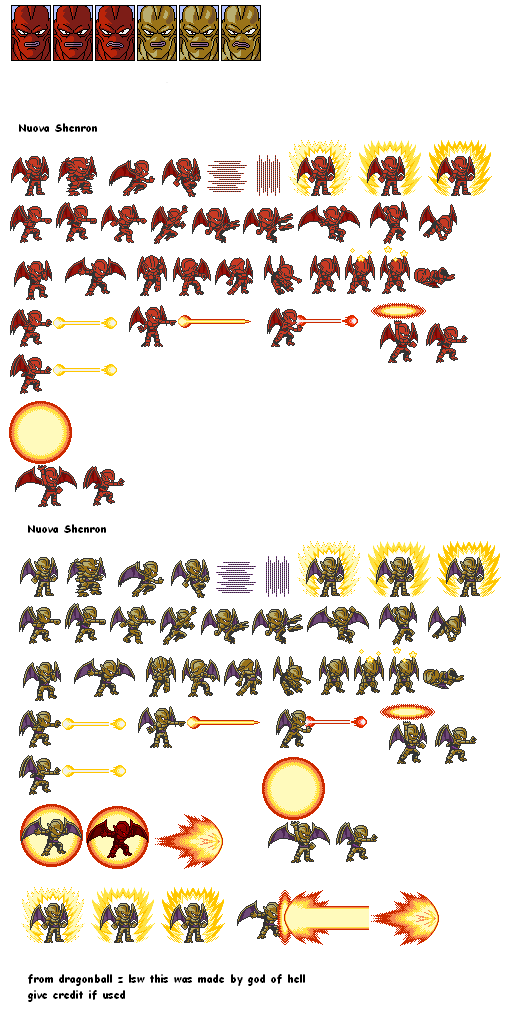 Nuova Shenron
Nuova Shenron
from dragonball z lsw this was made by god of hell
give credit if used